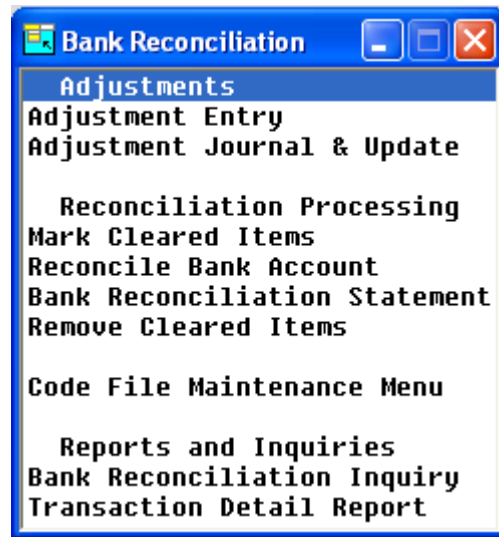 Bank Reconciliation
Adjustments
Adjustment Entry
Adjustment Journal & Update
Reconciliation Processing
Mark Cleared Items
Reconcile Bank Account
Bank Reconciliation Statement
Remove Cleared Items
Code File Maintenance Menu
Reports and Inquiries
Bank Reconciliation Inquiry
Transaction Detail Report